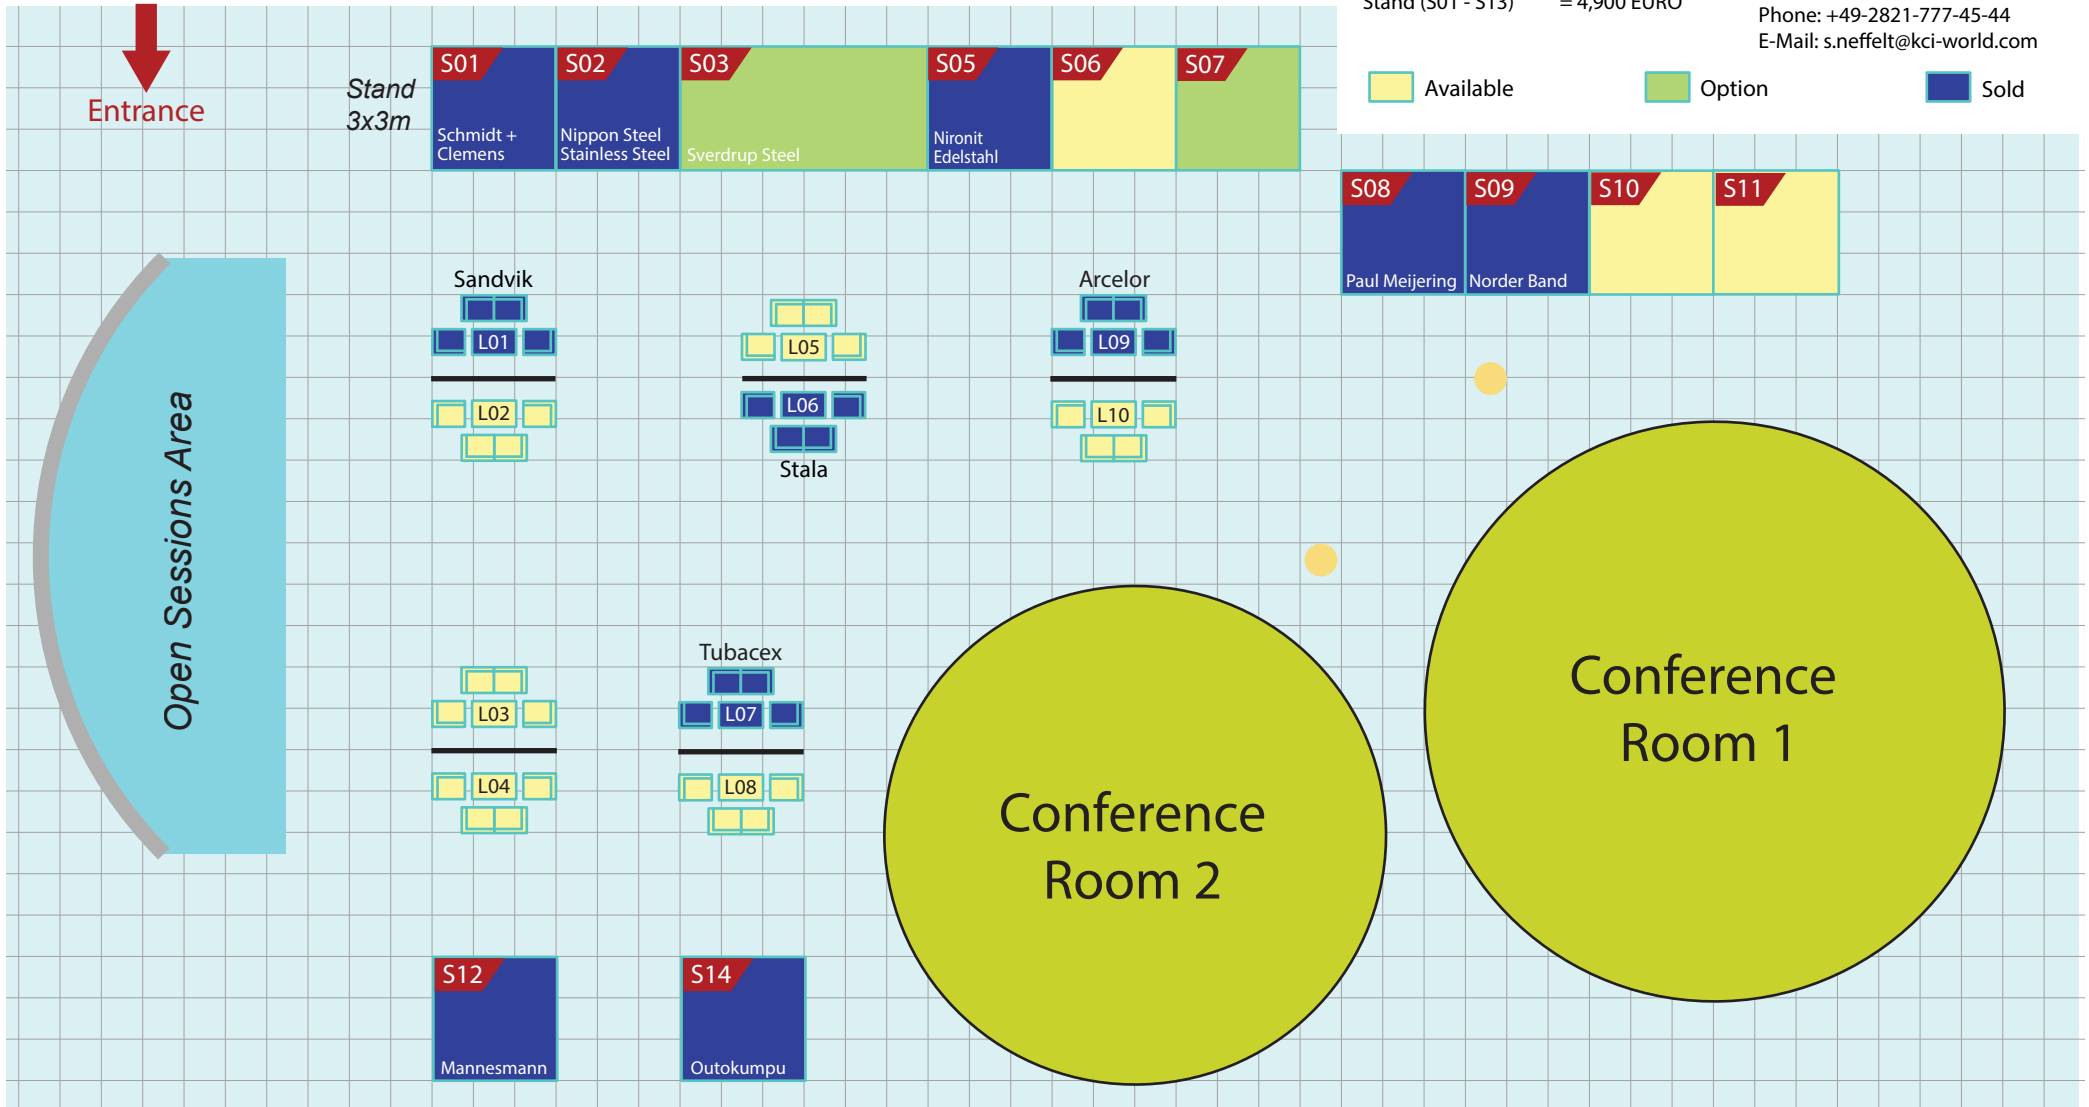 Stand (S01 - S13) = 4,900 EURO
Phone: +49-2821-777-45-44
E-Mail: s.neffelt@kci-world.com
Available
Option
Sold
Entrance
Stand
3x3m
S01
Schmidt +
Clemens
S02
Nippon Steel
Stainless Steel
S03
Sverdrup Steel
S05
Nironit
Edelstahl
S06
S07
S08
Paul Meijering
S09
Norder Band
S10
S11
Open Sessions Area
Sandvik
L01
L02
L05
L06
Stala
Arcelor
L09
L10
L03
L04
Tubacex
L07
L08
Conference
Room 2
Conference
Room 1
S12
Mannesmann
S14
Outokumpu